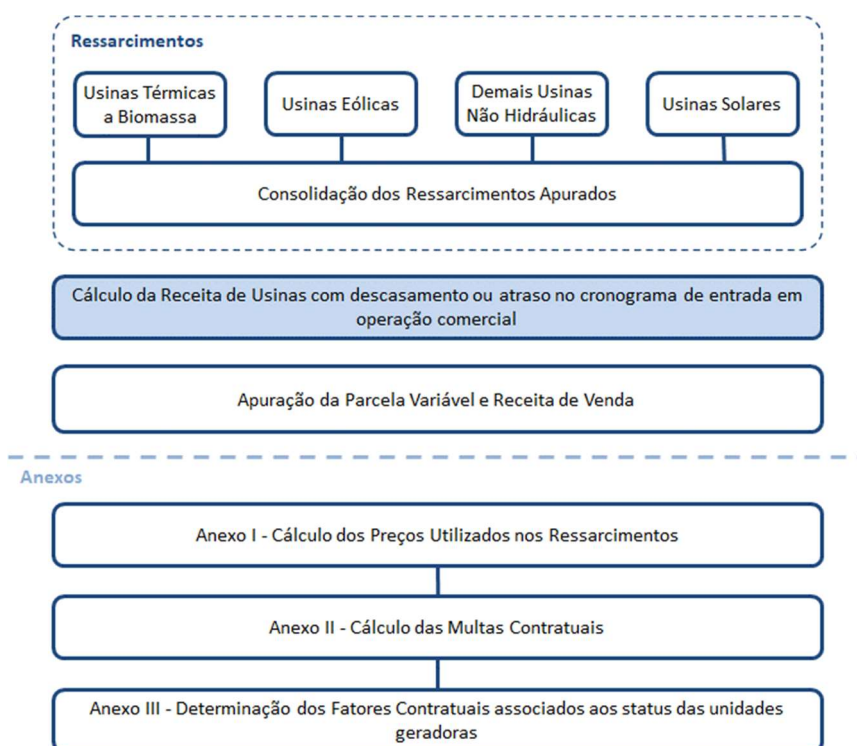 Ressarcimentos
Usinas Térmicas
a Biomassa
Usinas Eólicas
Demais Usinas
Não Hidráulicas
Usinas Solares
Consolidação dos Ressarcimentos Apurados
Cálculo da Receita de Usinas com descasamento ou atraso no cronograma de entrada em
operação comercial
Apuração da Parcela Variável e Receita de Venda
Anexos
Anexo I - Cálculo dos Preços Utilizados nos Ressarcimentos
Anexo II - Cálculo das Multas Contratuais
Anexo III - Determinação dos Fatores Contratuais associados aos status das unidades
geradoras